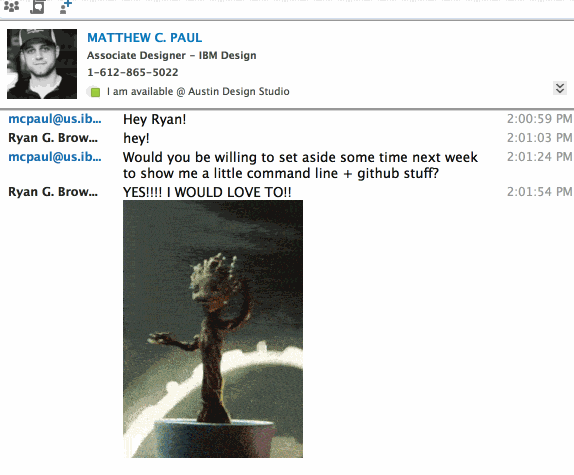 MATTHEW C. PAUL
Associate Designer - IBM Design
1-612-865-5022
I am available @ Austin Design Studio
mcpaul@us.ib... Hey Ryan! 2:00:59 PM
Ryan G. Brow... hey! 2:01:03 PM
mcpaul@us.ib... Would you be willing to set aside some time next week 2:01:24 PM
to show me a little command line + github stuff?
Ryan G. Brow... YES!!!! I WOULD LOVE TO!! 2:01:54 PM